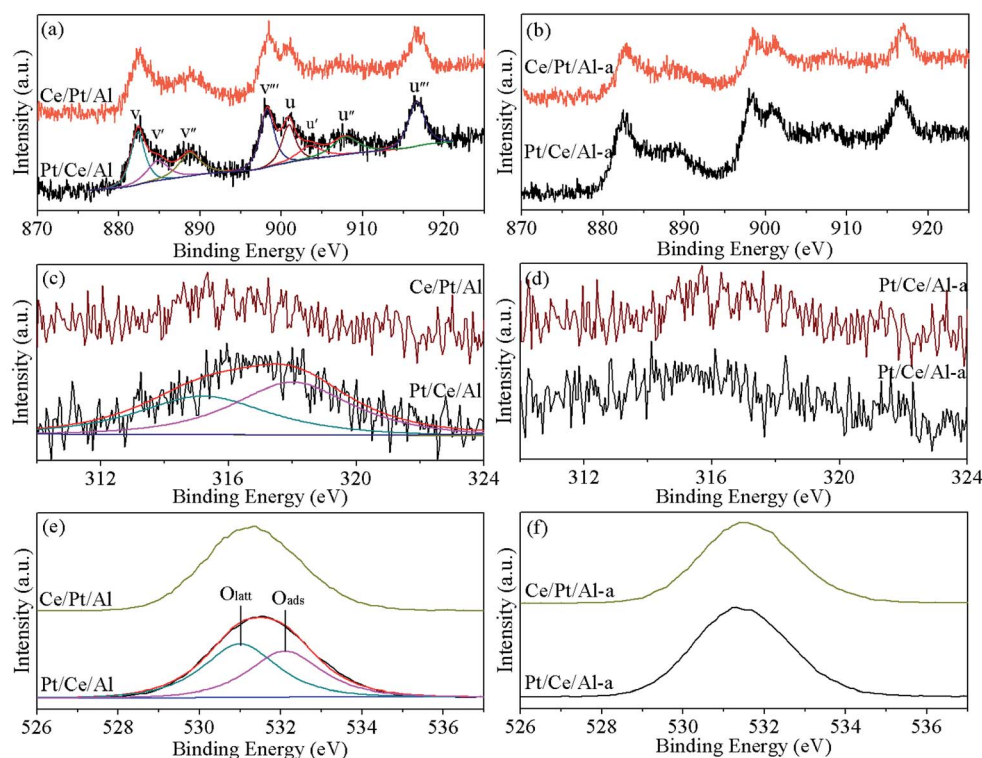 (a)
Ce/Pt/Al
v v' v" v"' u u' u" u"'
Pt/Ce/Al
Intensity (a.u.)
870 880 890 900 910 920
Binding Energy (eV)
(b)
Ce/Pt/Al-a
Pt/Ce/Al-a
Intensity (a.u.)
870 880 890 900 910 920
Binding Energy (eV)
(c)
Ce/Pt/Al
Pt/Ce/Al
Intensity (a.u.)
312 316 320 324
Binding Energy (eV)
(d)
Pt/Ce/Al-a
Pt/Ce/Al-a
Intensity (a.u.)
312 316 320 324
Binding Energy (eV)
(e)
Ce/Pt/Al
Olatt Oads
Pt/Ce/Al
Intensity (a.u.)
526 528 530 532 534 536
Binding Energy (eV)
(f)
Ce/Pt/Al-a
Pt/Ce/Al-a
Intensity (a.u.)
526 528 530 532 534 536
Binding Energy (eV)